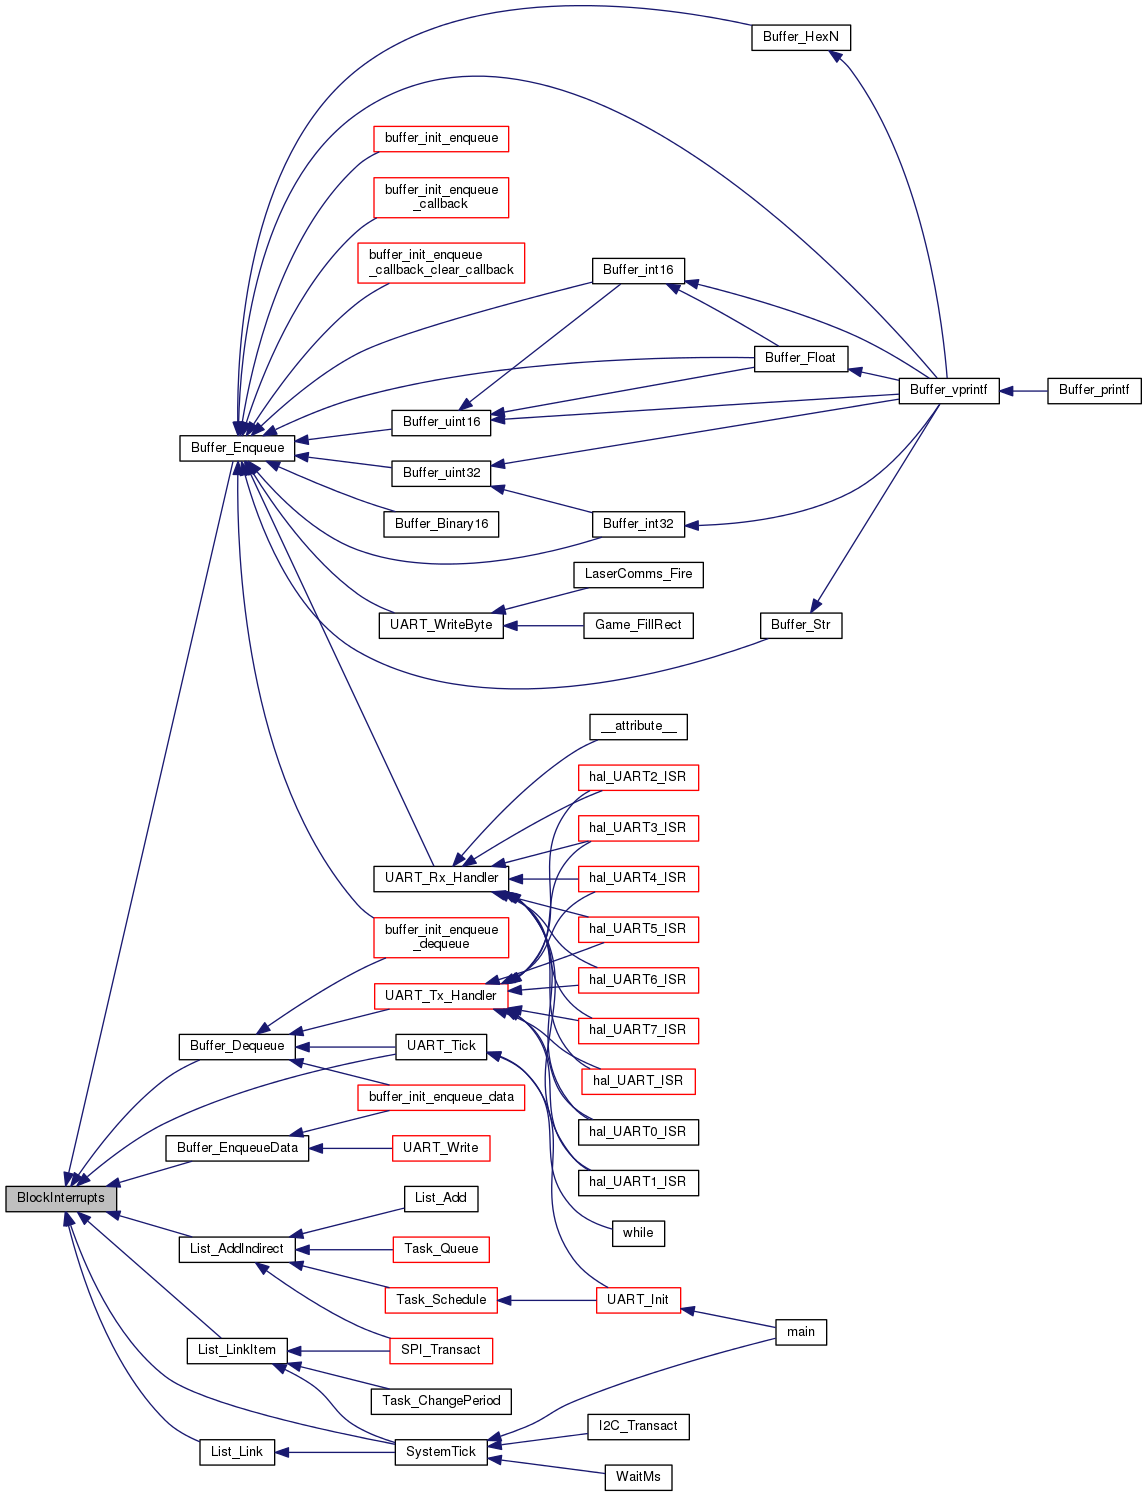 Buffer_HexN
buffer_init_enqueue
buffer_init_enqueue
_callback
buffer_init_enqueue
_callback_clear_callback
Buffer_int16
Buffer_Float
Buffer_vprintf
Buffer_printf
Buffer_uint16
Buffer_Enqueue
Buffer_uint32
Buffer_Binary16
Buffer_int32
LaserComms_Fire
UART_WriteByte
Game_FillRect
Buffer_Str
__attribute__
hal_UART2_ISR
hal_UART3_ISR
UART_Rx_Handler
hal_UART4_ISR
hal_UART5_ISR
buffer_init_enqueue
_dequeue
hal_UART6_ISR
UART_Tx_Handler
hal_UART7_ISR
Buffer_Dequeue
UART_Tick
hal_UART_ISR
buffer_init_enqueue_data
hal_UART0_ISR
Buffer_EnqueueData
UART_Write
hal_UART1_ISR
BlockInterrupts
List_Add
while
List_AddIndirect
Task_Queue
Task_Schedule
UART_Init
main
List_LinkItem
SPI_Transact
Task_ChangePeriod
I2C_Transact
List_Link
SystemTick
WaitMs